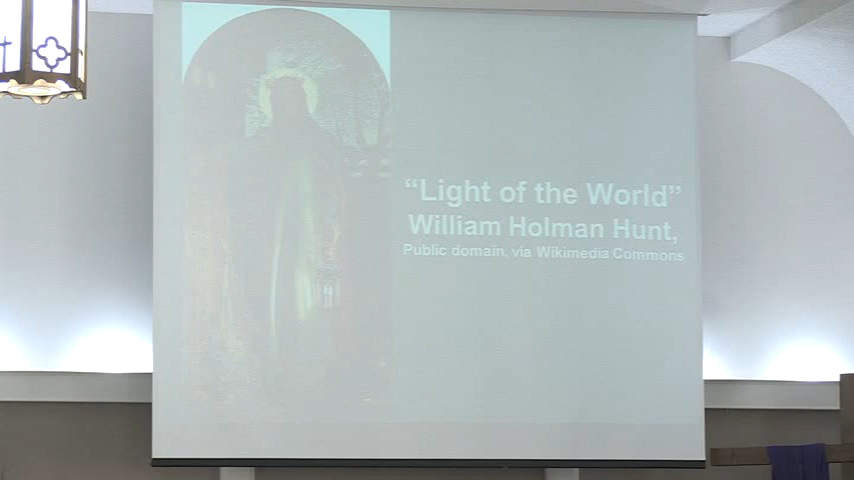 “Light of the World”
William Holman Hunt,
Public domain, via Wikimedia Commons